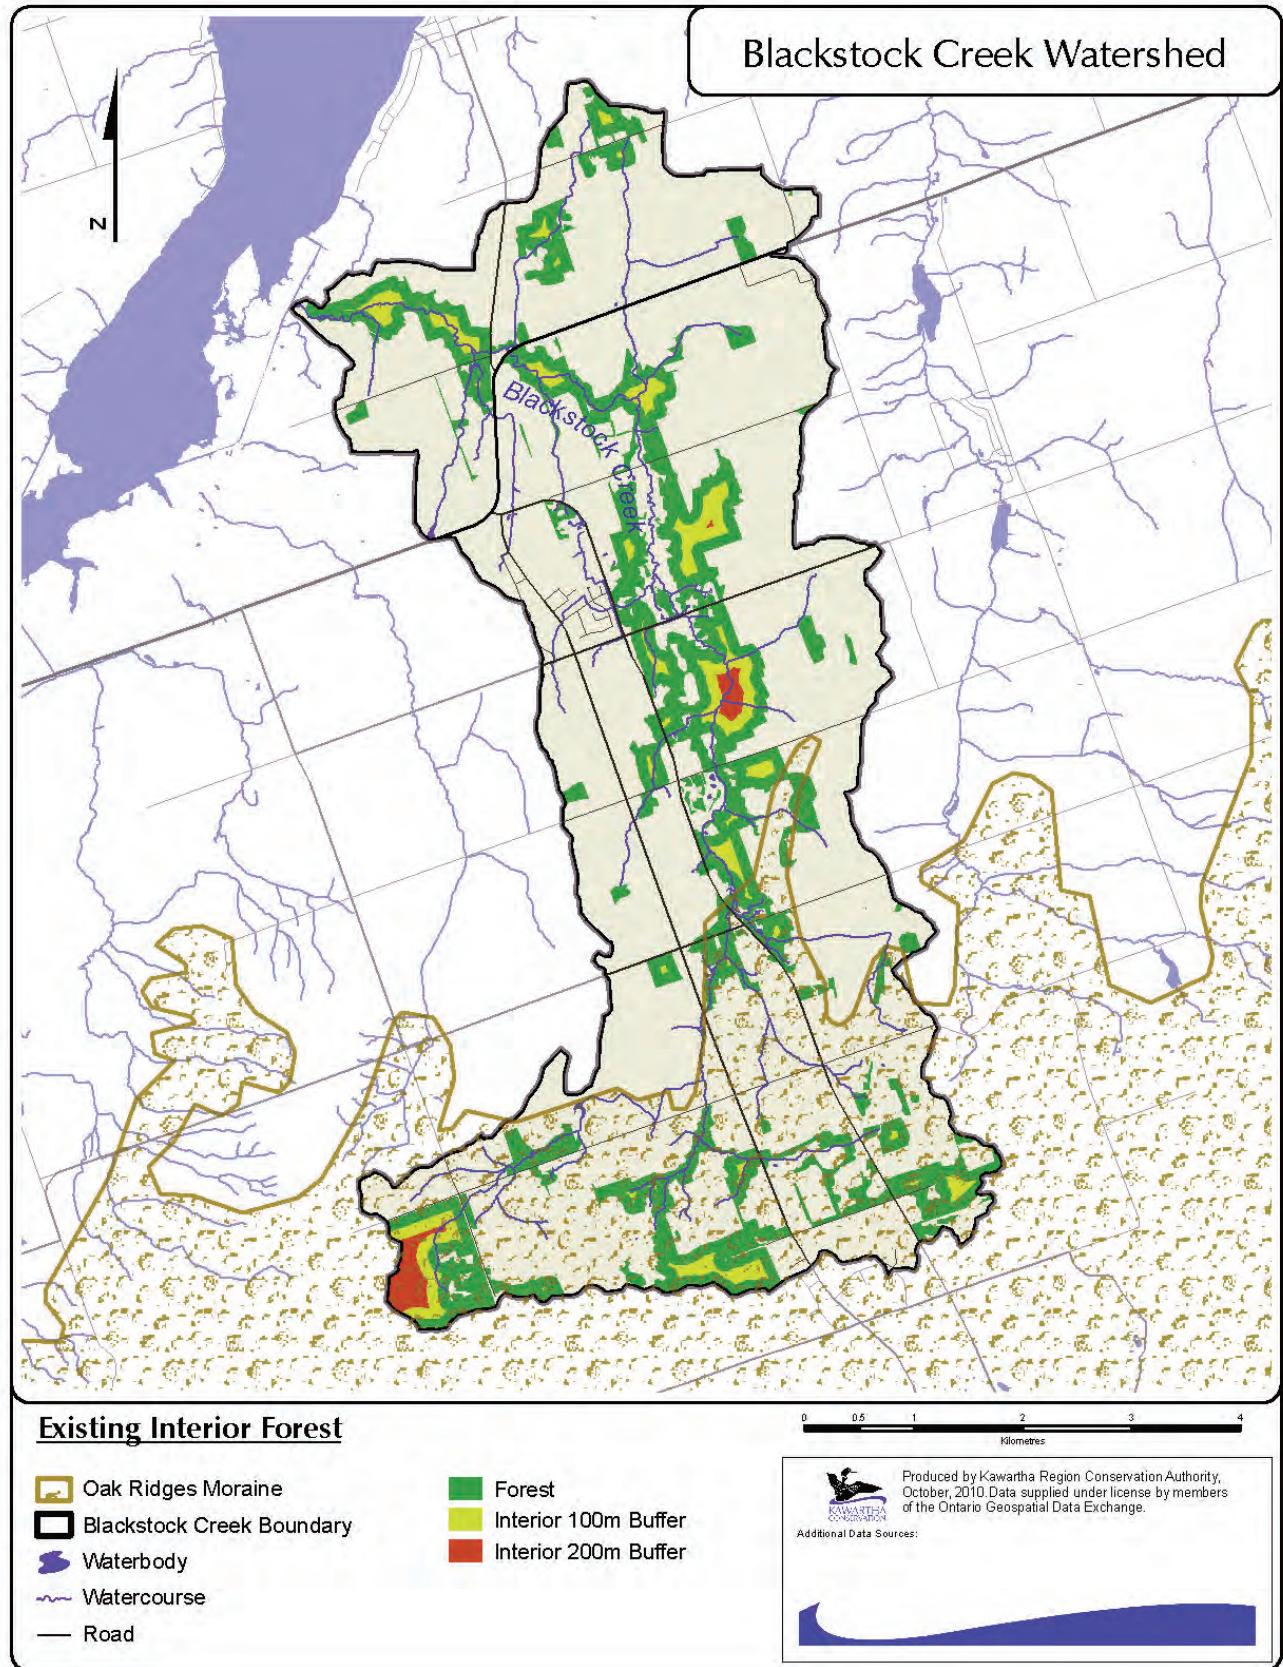 Blackstock Creek Watershed
N
Blackstock Creek
Existing Interior Forest
Oak Ridges Moraine
Blackstock Creek Boundary
Waterbody
Watercourse
Road
Forest
Interior 100m Buffer
Interior 200m Buffer
0 0.5 1 2 3 4
Kilometres
KAWARTHA
CONSERVATION
Produced by Kawartha Region Conservation Authority,
October, 2010. Data supplied under license by members
of the Ontario Geospatial Data Exchange.
Additional Data Sources: